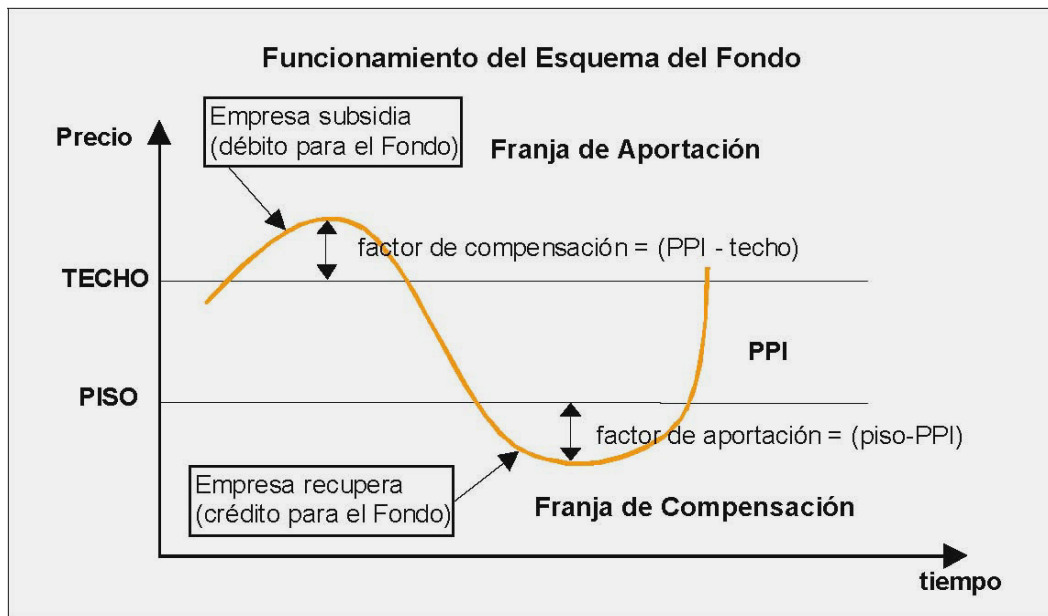 Funcionamiento del Esquema del Fondo
Empresa subsidia
(débito para el Fondo)
Precio
Franja de Aportación
factor de compensación = (PPI - techo)
TECHO
PPI
PISO
factor de aportación = (piso-PPI)
Empresa recupera
(crédito para el Fondo)
Franja de Compensación
tiempo